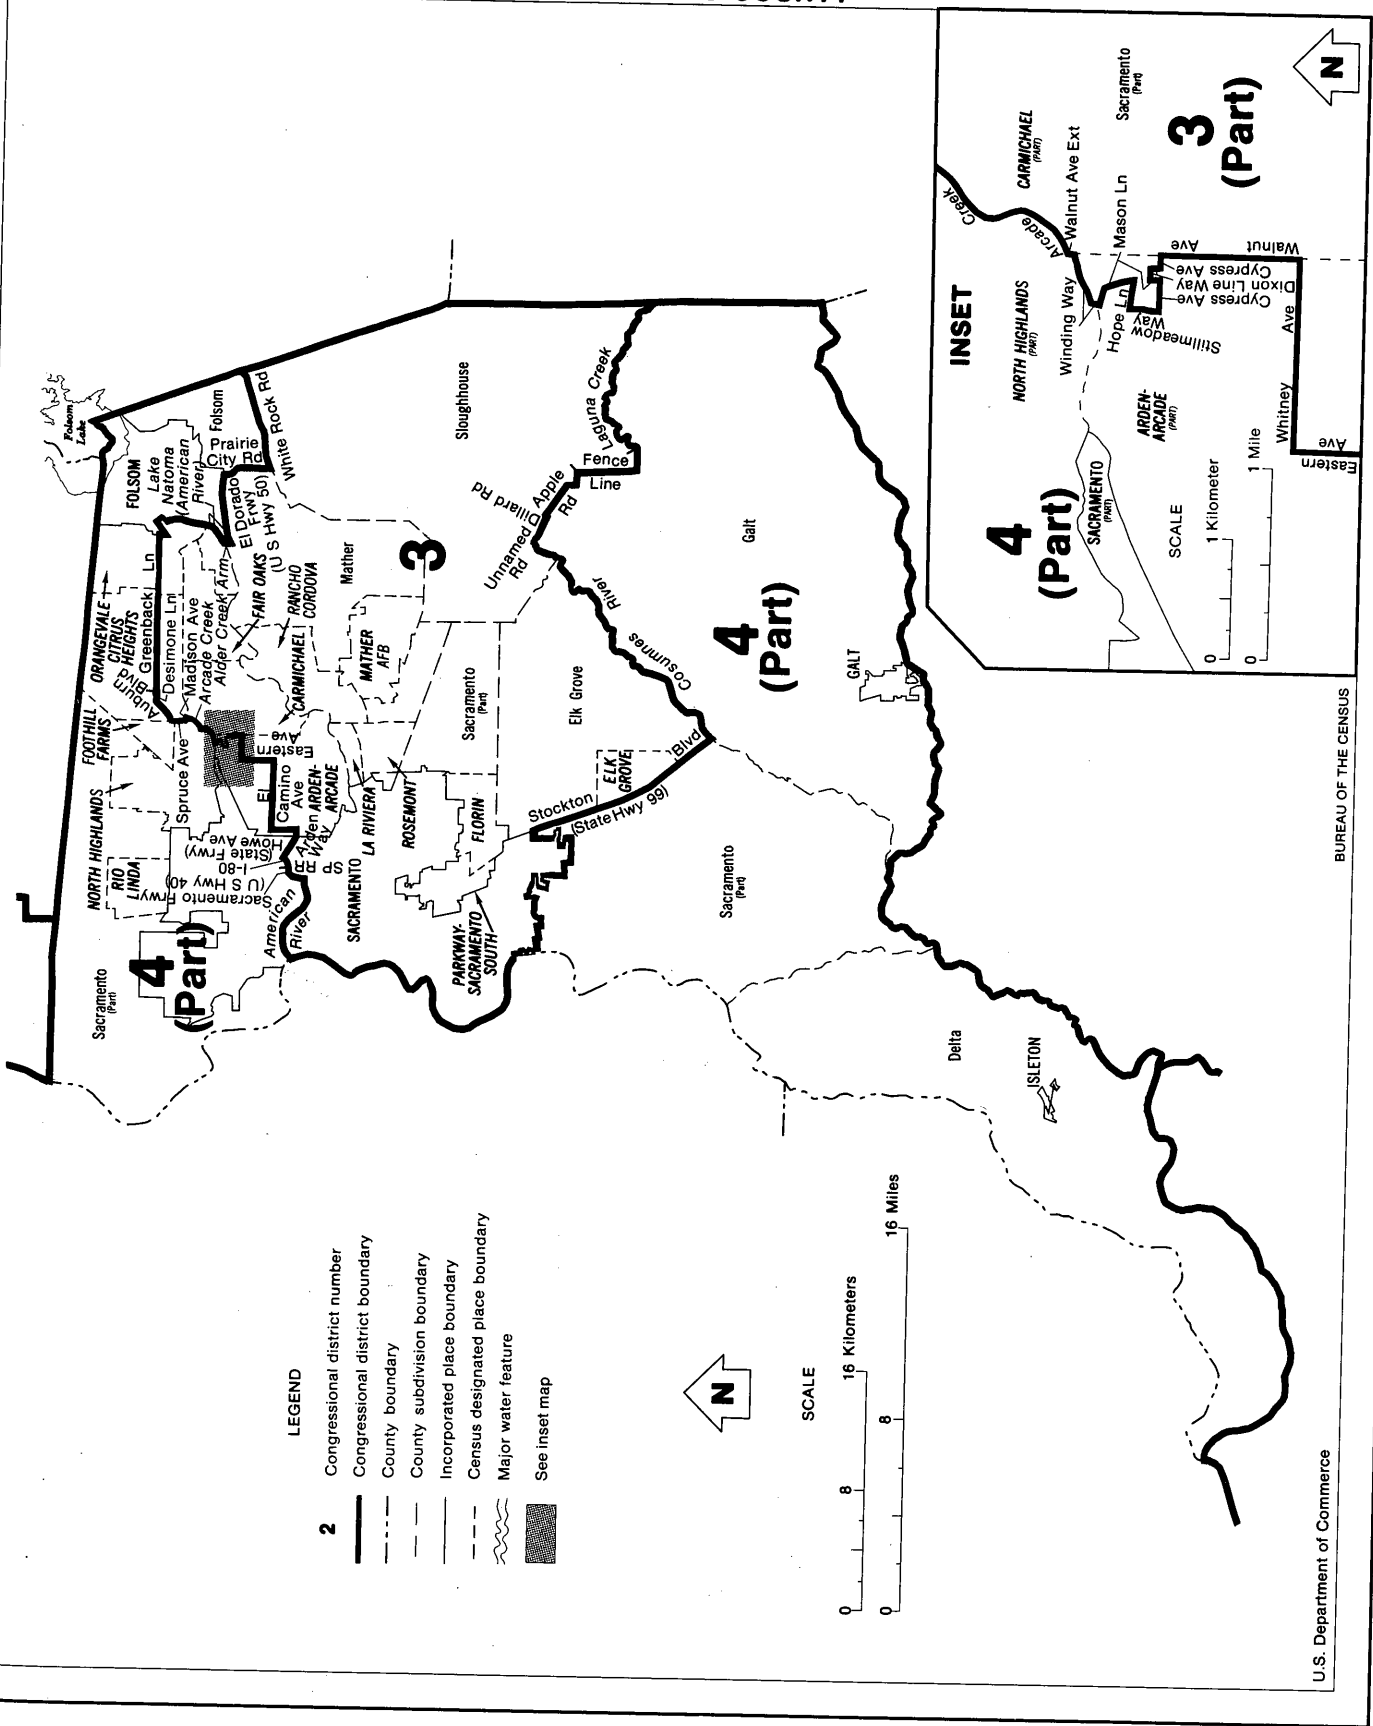 INSET
Creek
Arcade
CARMICHAEL
(PART)
Sacramento
(Part)
Walnut Ave Ext
Mason Ln
3
(Part)
N
NORTH HIGHLANDS
(PART)
Winding Way
Hope Ln
Stillmeadow
Way
Cypress Ave
Dixon Line Way
Cypress Ave
Walnut
Ave
ARDEN-
ARCADE
(PART)
Whitney
Ave
Eastern
Ave
4
(Part)
SACRAMENTO
(PART)
SCALE
0
1 Kilometer
0
1 Mile
Folsom
Lake
FOLSOM
Lake
Natoma
(American
River)
Folsom
Prairie
City Rd
White Rock Rd
El Dorado
Frwy
(U S Hwy 50)
ORANGEVALE
CITRUS
HEIGHTS
Greenback
Ln
Auburn
Blvd
Desimone Ln
Madison Ave
Arcade Creek
Alder Creek Arm
FAIR OAKS
RANCHO
CORDOVA
CARMICHAEL
Mather
MATHER
AFB
3
Sloughhouse
Laguna Creek
Fence
Line
Apple
Rd
Dillard Rd
Unnamed
Rd
Cosumnes
River
Galt
4
(Part)
GALT
FOOTHILL
FARMS
NORTH HIGHLANDS
RIO
LINDA
Spruce Ave
Eastern
Ave
El
Camino
Ave
ARDEN-
ARCADE
Arden
Way
Howe Ave
(State Frwy)
I-80
SP RR
(U S Hwy 40)
Sacramento Frwy
American
River
SACRAMENTO
LA RIVIERA
ROSEMONT
Sacramento
(Part)
Elk Grove
ELK
GROVE
FLORIN
Stockton
Blvd
(State Hwy 99)
PARKWAY-
SACRAMENTO
SOUTH
Sacramento
(Part)
4
(Part)
Sacramento
(Part)
Delta
ISLETON
LEGEND
2 Congressional district number
Congressional district boundary
County boundary
County subdivision boundary
Incorporated place boundary
Census designated place boundary
Major water feature
See inset map
N
SCALE
0 8 16 Kilometers
0 8 16 Miles
U.S. Department of Commerce
BUREAU OF THE CENSUS